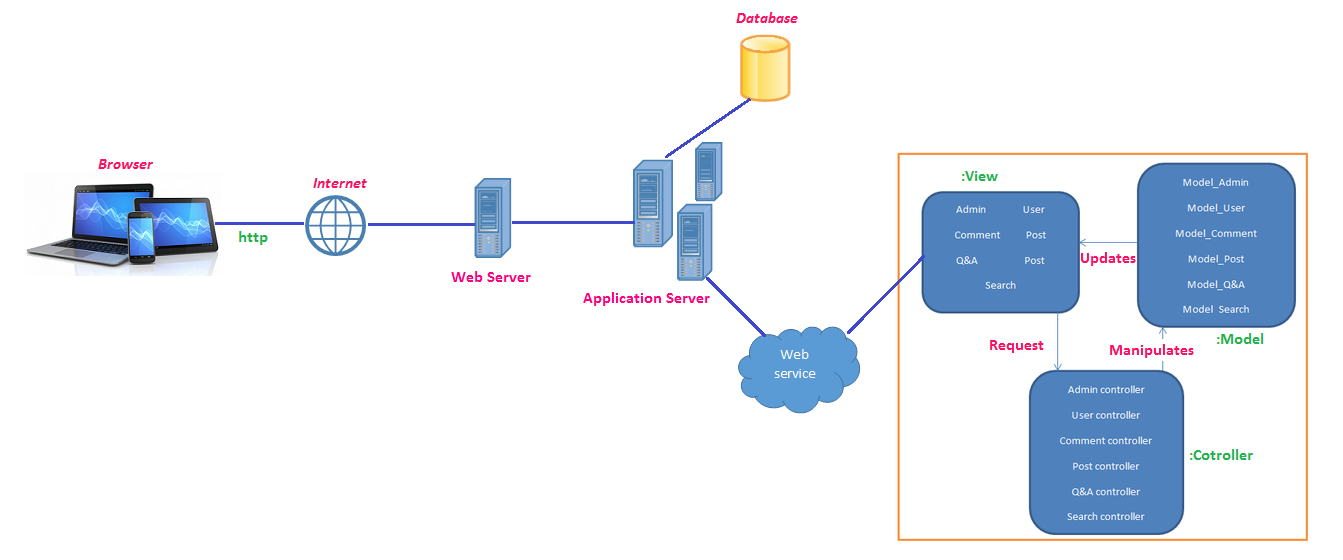 Database
Browser
Internet
http
Web Server
Application Server
Web
service
:View
Admin User
Comment Post
Q&A Post
Search
Updates
Model_Admin
Model_User
Model_Comment
Model_Post
Model_Q&A
Model_Search
:Model
Request
Manipulates
Admin controller
User controller
Comment controller
Post controller
Q&A controller
Search controller
:Cotroller